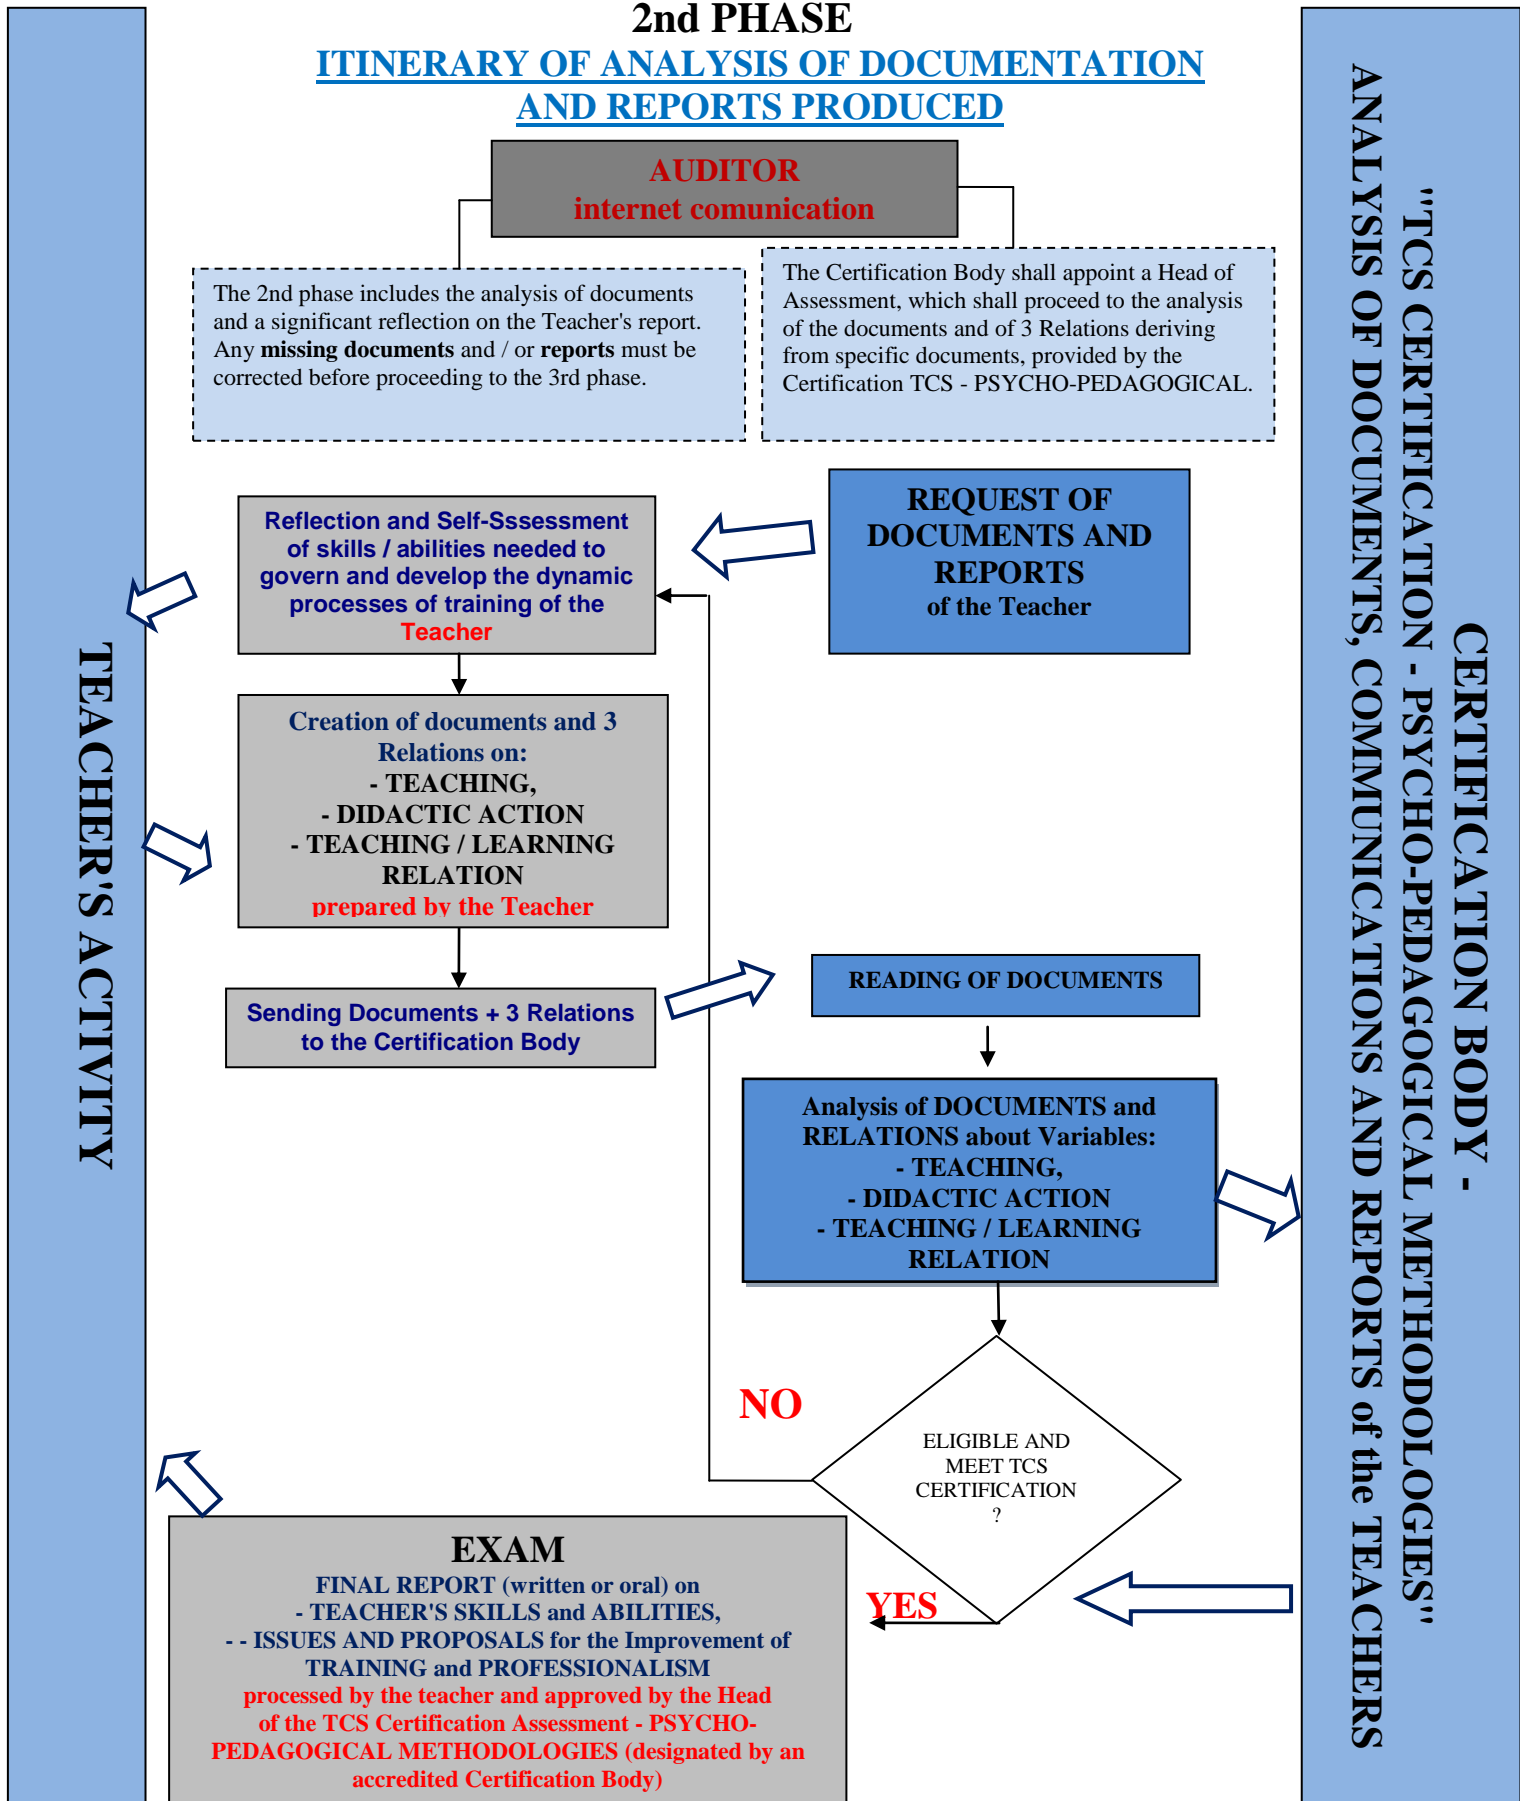 2nd PHASE
ITINERARY OF ANALYSIS OF DOCUMENTATION
AND REPORTS PRODUCED
AUDITOR
internet comunication
The 2nd phase includes the analysis of documents
and a significant reflection on the Teacher's report.
Any missing documents and / or reports must be
corrected before proceeding to the 3rd phase.
The Certification Body shall appoint a Head of
Assessment, which shall proceed to the analysis
of the documents and of 3 Relations deriving
from specific documents, provided by the
Certification TCS - PSYCHO-PEDAGOGICAL.
REQUEST OF
DOCUMENTS AND
REPORTS
of the Teacher
Reflection and Self-Sssessment
of skills / abilities needed to
govern and develop the dynamic
processes of training of the
Teacher
Creation of documents and 3
Relations on:
- TEACHING,
- DIDACTIC ACTION
- TEACHING / LEARNING
RELATION
prepared by the Teacher
Sending Documents + 3 Relations
to the Certification Body
READING OF DOCUMENTS
Analysis of DOCUMENTS and
RELATIONS about Variables:
- TEACHING,
- DIDACTIC ACTION
- TEACHING / LEARNING
RELATION
NO
ELIGIBLE AND
MEET TCS
CERTIFICATION
?
YES
EXAM
FINAL REPORT (written or oral) on
- TEACHER'S SKILLS and ABILITIES,
- - ISSUES AND PROPOSALS for the Improvement of
TRAINING and PROFESSIONALISM
processed by the teacher and approved by the Head
of the TCS Certification Assessment - PSYCHO-
PEDAGOGICAL METHODOLOGIES (designated by an
accredited Certification Body)
TEACHER'S ACTIVITY
CERTIFICATION BODY -
"TCS CERTIFICATION - PSYCHO-PEDAGOGICAL METHODOLOGIES"
ANALYSIS OF DOCUMENTS, COMMUNICATIONS AND REPORTS of the TEACHERS